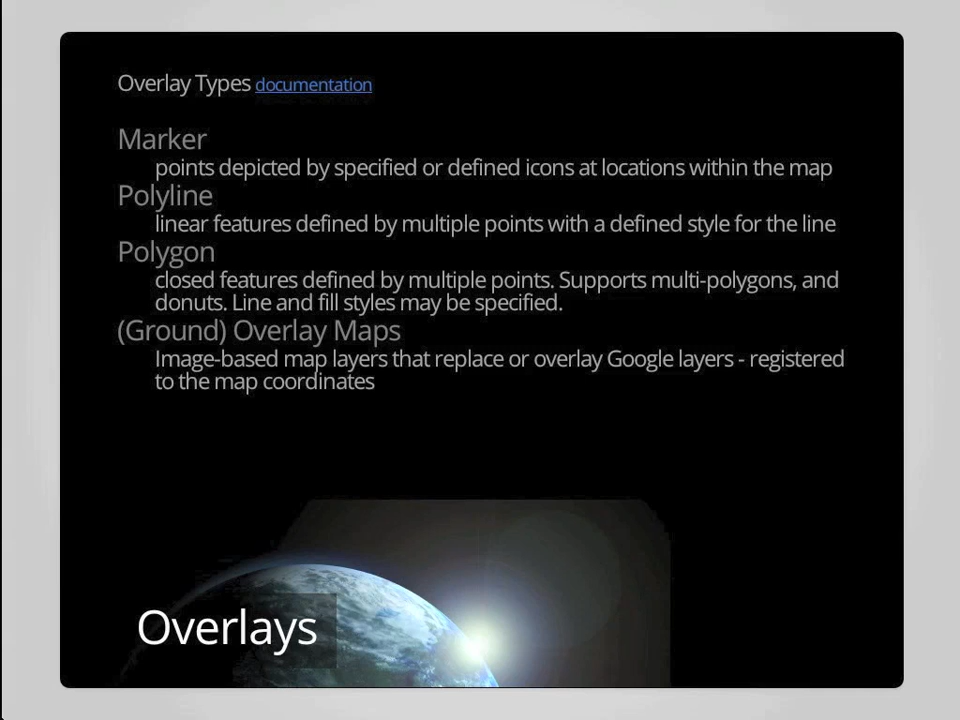 Overlay Types documentation
Marker
points depicted by specified or defined icons at locations within the map
Polyline
linear features defined by multiple points with a defined style for the line
Polygon
closed features defined by multiple points. Supports multi-polygons, and
donuts. Line and fill styles may be specified.
(Ground) Overlay Maps
Image-based map layers that replace or overlay Google layers - registered
to the map coordinates
Overlays